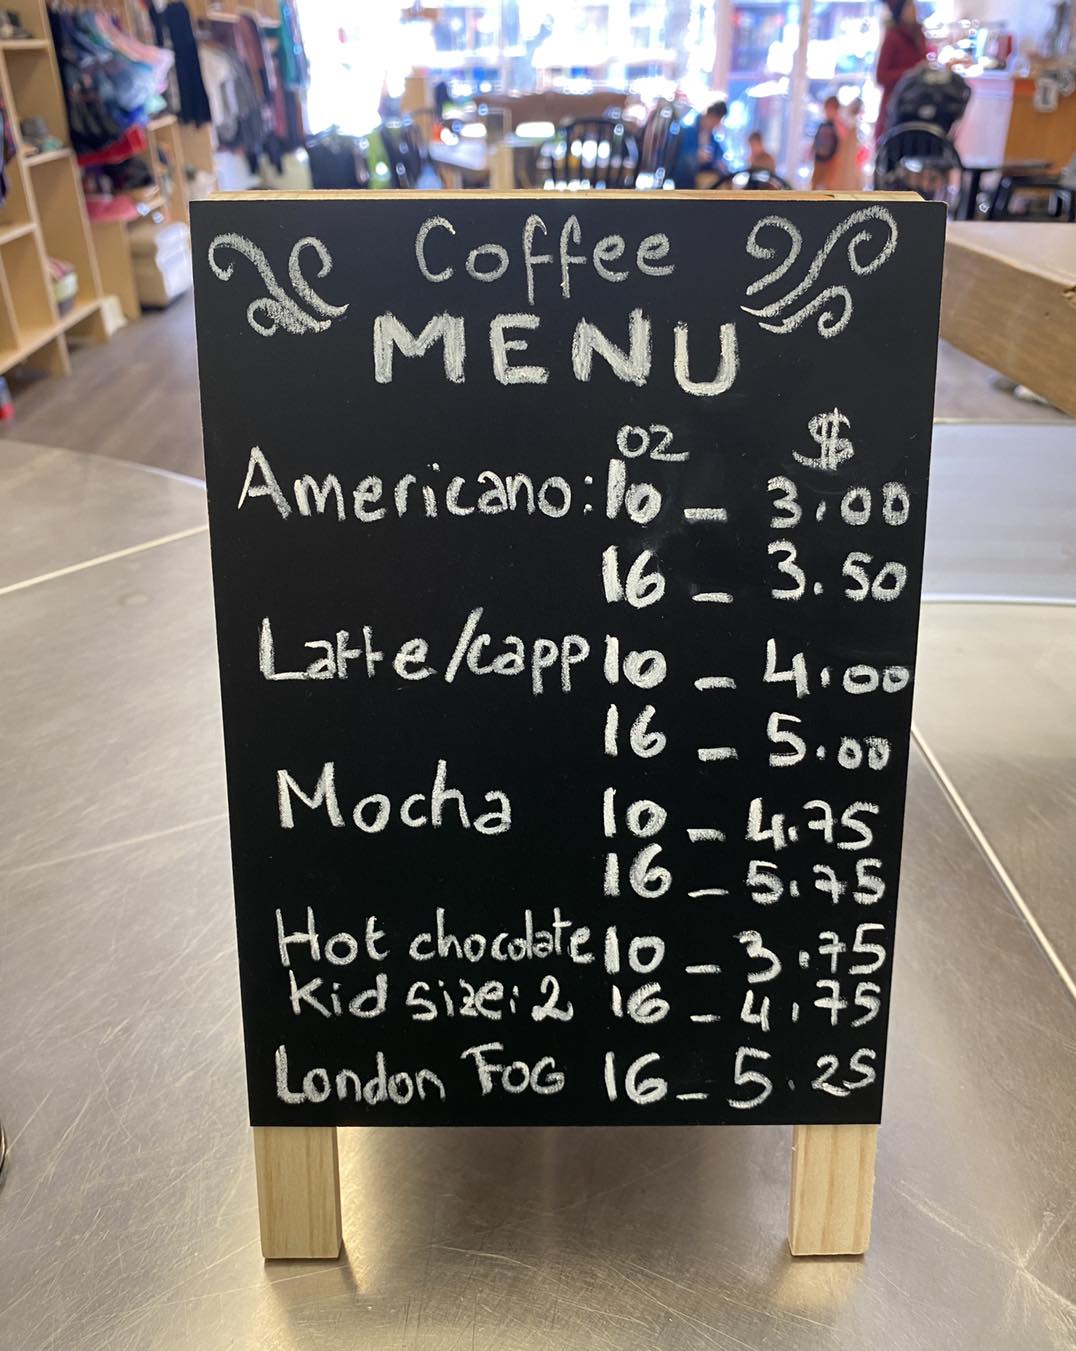 Coffee
MENU
oz $
Americano: 10 - 3.00
16 - 3.50
Latte/capp 10 - 4.00
16 - 5.00
Mocha 10 - 4.75
16 - 5.75
Hot chocolate 10 - 3.75
Kid size: 2 16 - 4.75
London FOG 16 - 5.25